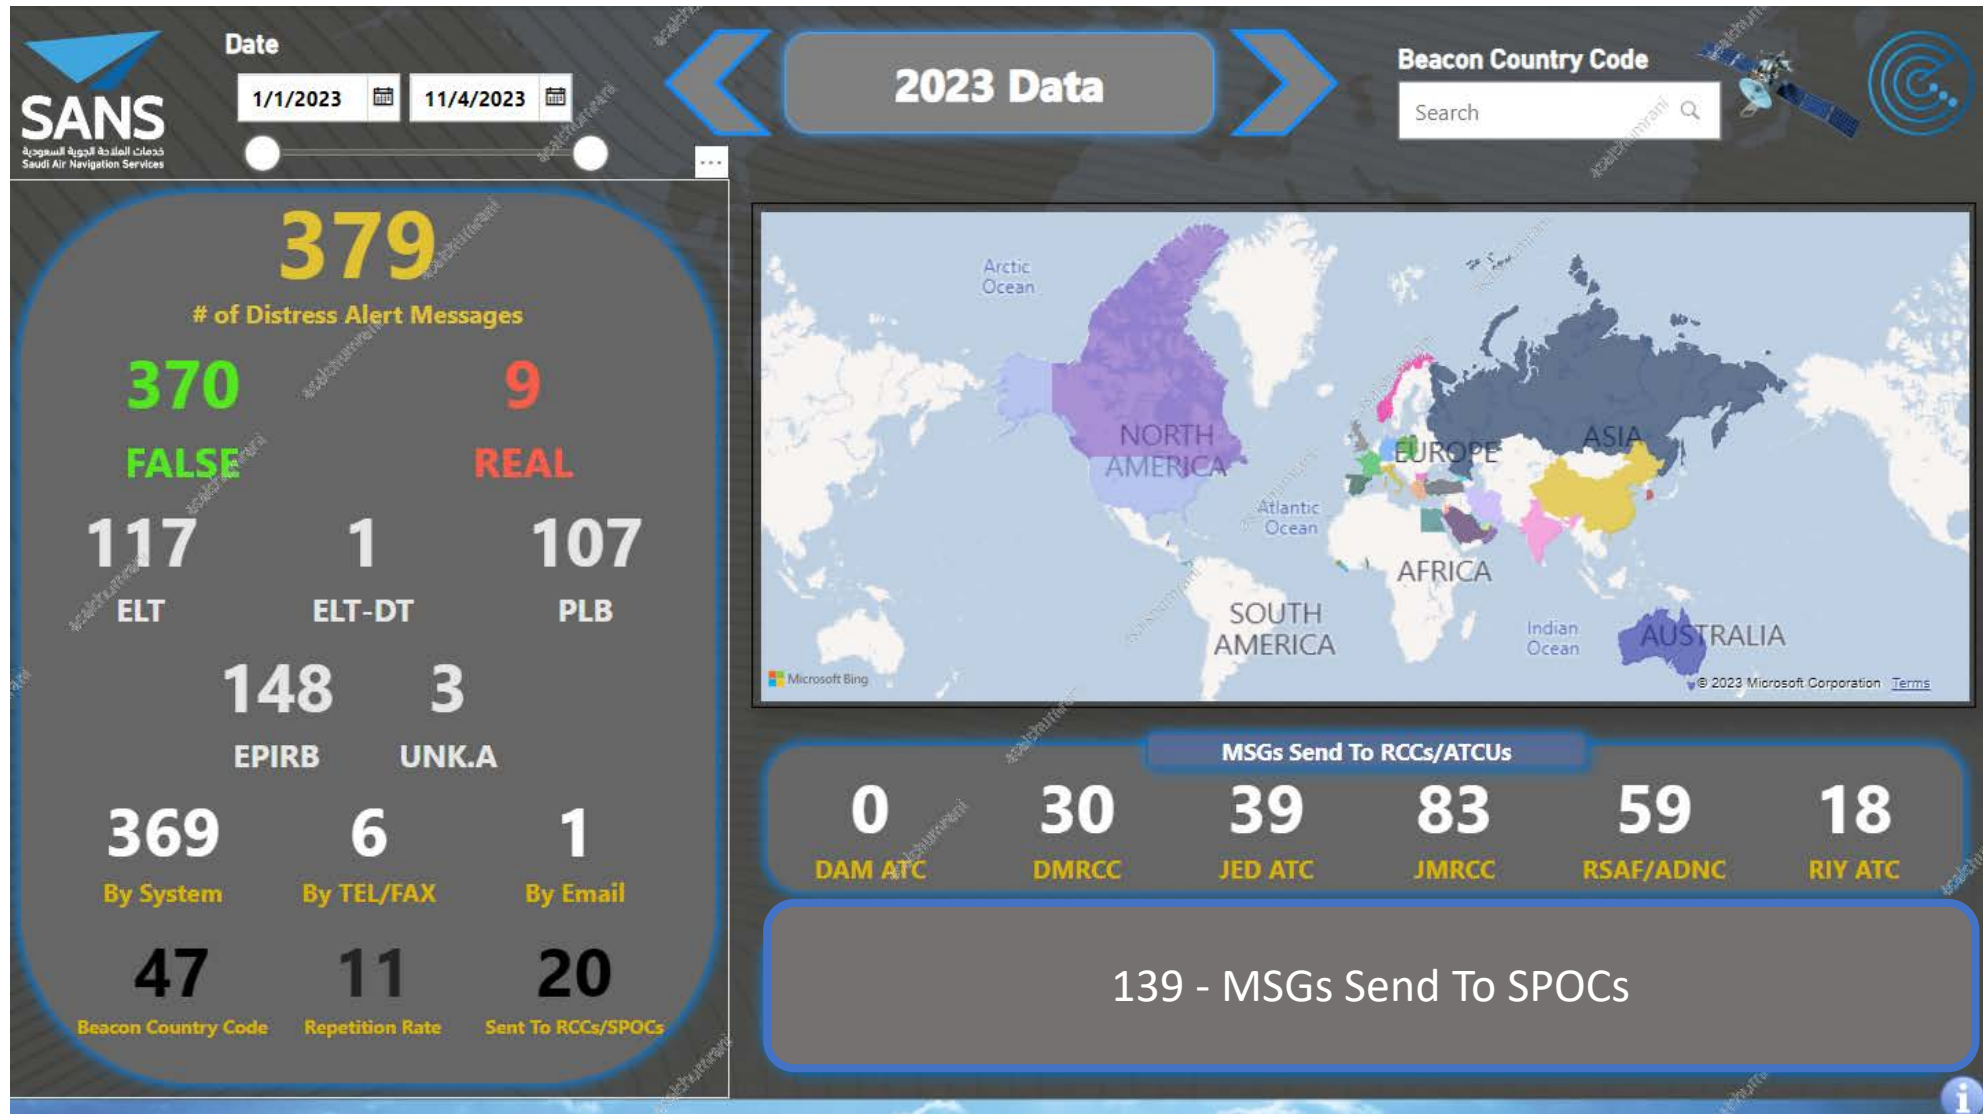 Date
1/1/2023
11/4/2023
2023 Data
Beacon Country Code
Search
SANS
خدمات الملاحة الجوية السعودية
Saudi Air Navigation Services
...
379
# of Distress Alert Messages
370
FALSE
9
REAL
117
ELT
1
ELT-DT
107
PLB
148
EPIRB
3
UNK.A
369
By System
6
By TEL/FAX
1
By Email
47
Beacon Country Code
11
Repetition Rate
20
Sent To RCCs/SPOCs
Arctic
Ocean
NORTH
AMERICA
EUROPE
ASIA
Atlantic
Ocean
AFRICA
SOUTH
AMERICA
Indian
Ocean
AUSTRALIA
Microsoft Bing
© 2023 Microsoft Corporation Terms
MSGs Send To RCCs/ATCUs
0
DAM ATC
30
DMRCC
39
JED ATC
83
JMRCC
59
RSAF/ADNC
18
RIY ATC
139 - MSGs Send To SPOCs
i